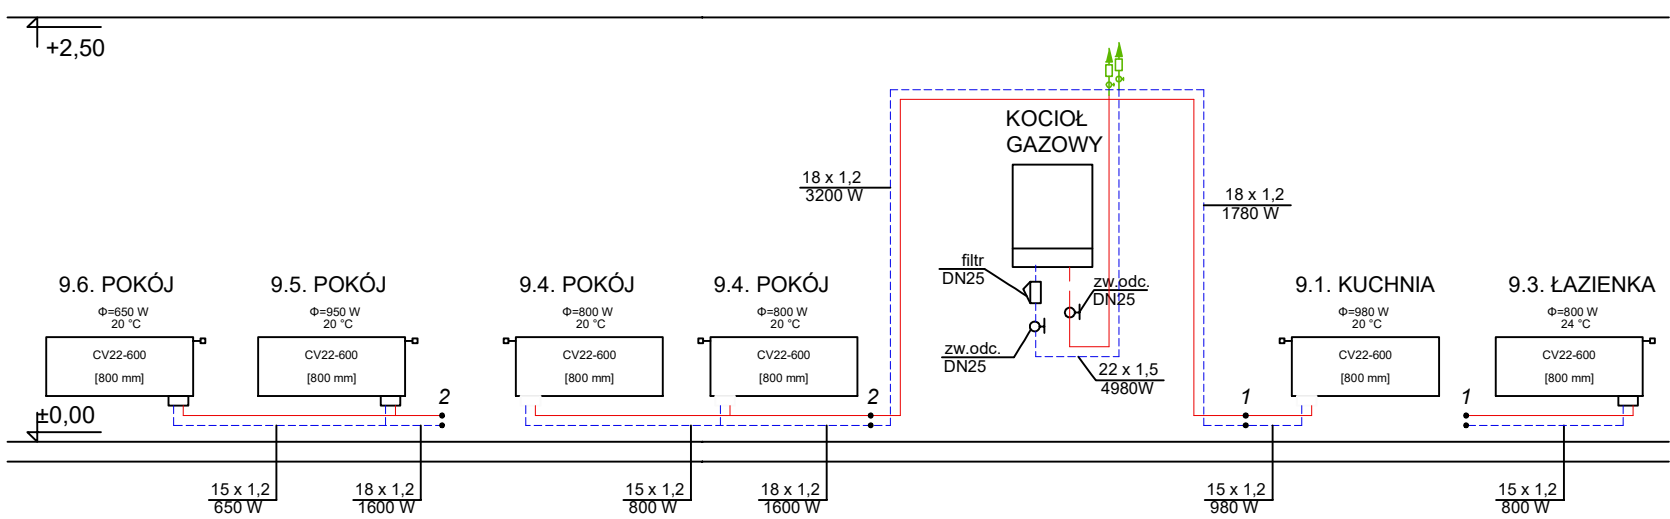 +2,50
KOCIOŁ
GAZOWY
18 x 1,2
3200 W
18 x 1,2
1780 W
filtr
DN25
zw.odc.
DN25
zw.odc.
DN25
22 x 1,5
4980W
9.6. POKÓJ
Φ=650 W
20 °C
CV22-600
[800 mm]
9.5. POKÓJ
Φ=950 W
20 °C
CV22-600
[800 mm]
2
9.4. POKÓJ
Φ=800 W
20 °C
CV22-600
[800 mm]
9.4. POKÓJ
Φ=800 W
20 °C
CV22-600
[800 mm]
2
9.1. KUCHNIA
Φ=980 W
20 °C
CV22-600
[800 mm]
1
9.3. ŁAZIENKA
Φ=800 W
24 °C
CV22-600
[800 mm]
1
±0,00
15 x 1,2
650 W
18 x 1,2
1600 W
15 x 1,2
800 W
18 x 1,2
1600 W
15 x 1,2
980 W
15 x 1,2
800 W